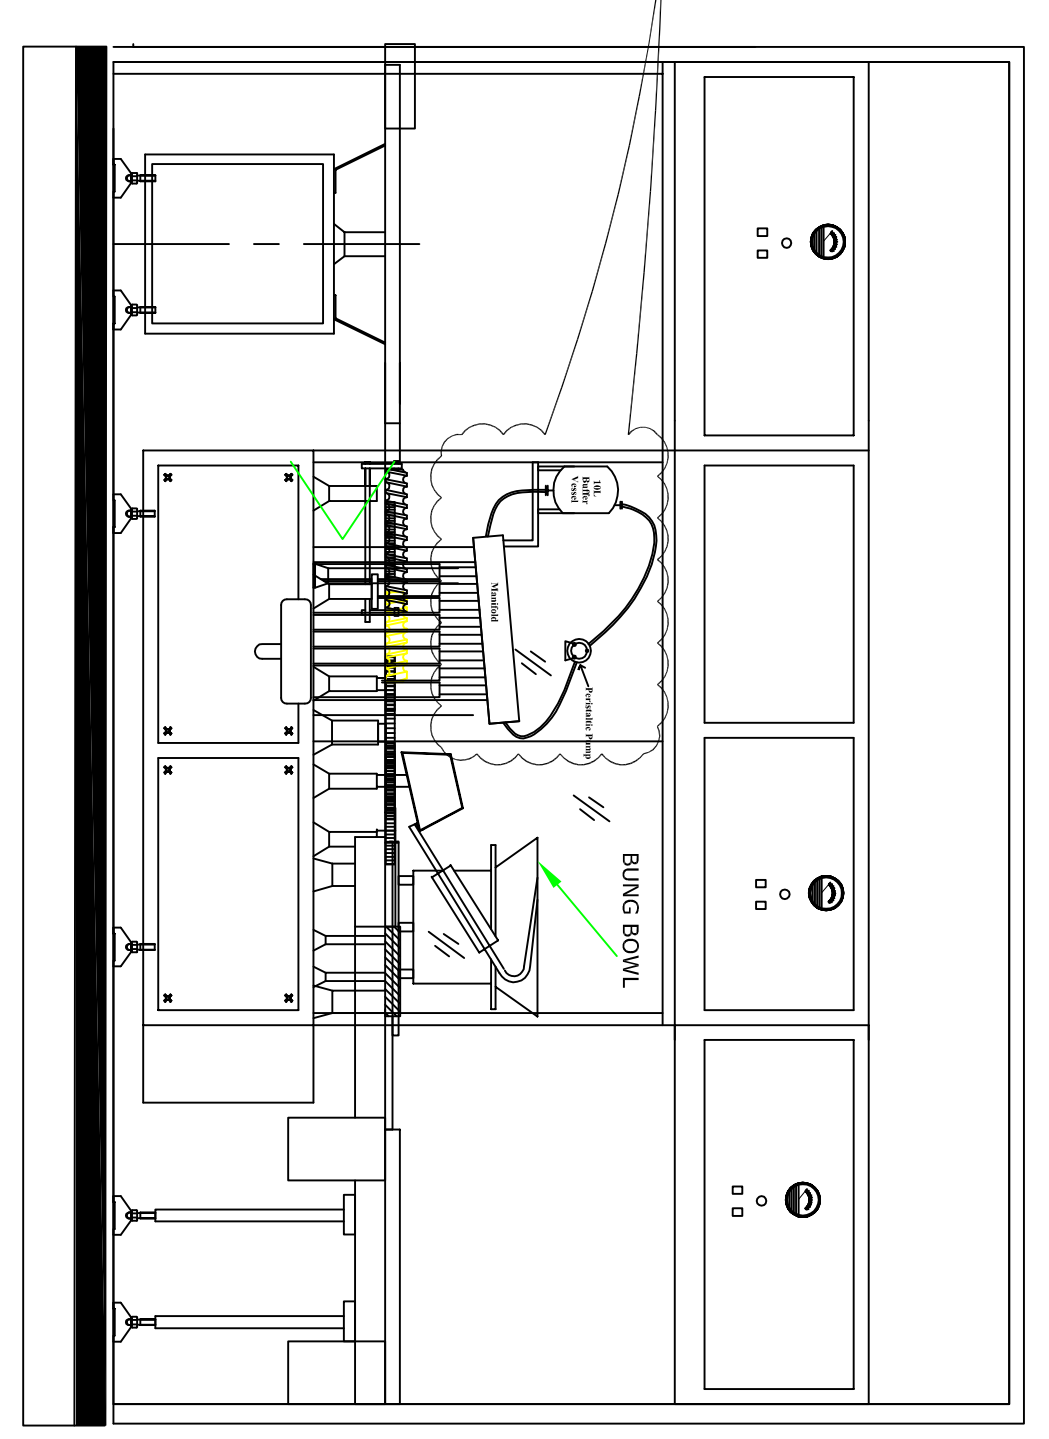 10L
Buffer
Vessel
Manifold
Peristaltic Pump
BUNG BOWL